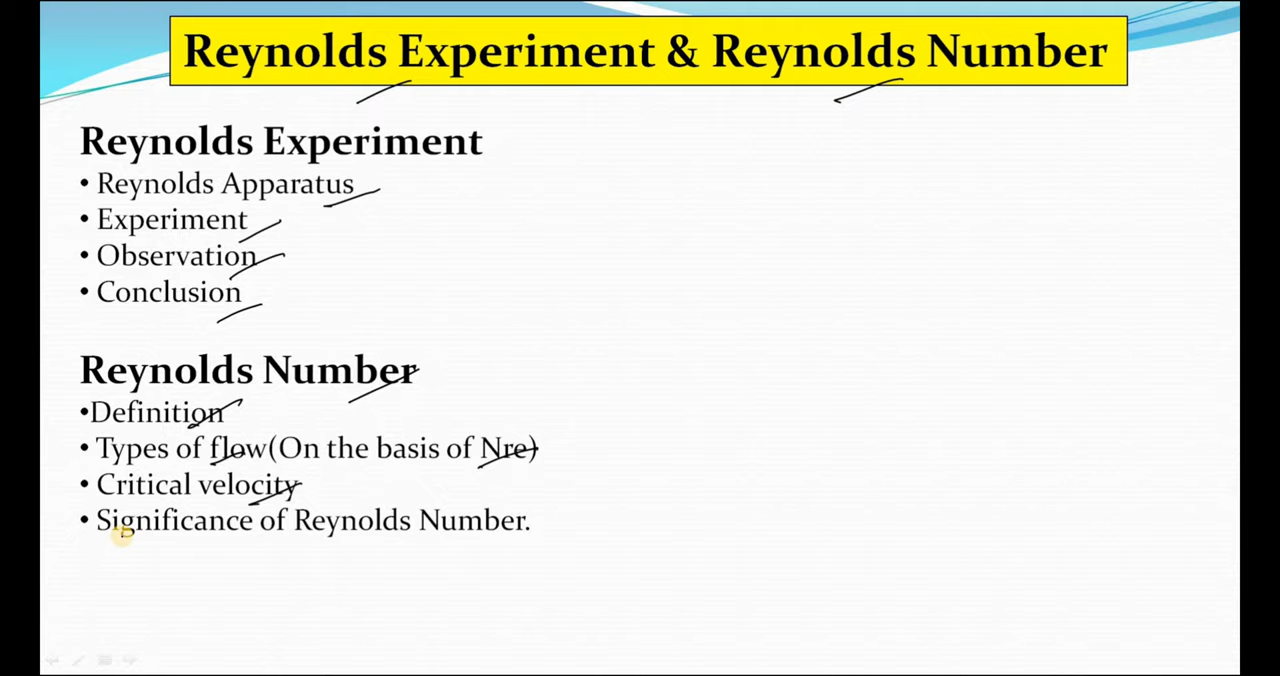 Reynolds Experiment & Reynolds Number
Reynolds Experiment
• Reynolds Apparatus
• Experiment
• Observation
• Conclusion
Reynolds Number
•Definition
• Types of flow(On the basis of Nre)
• Critical velocity
• Significance of Reynolds Number.